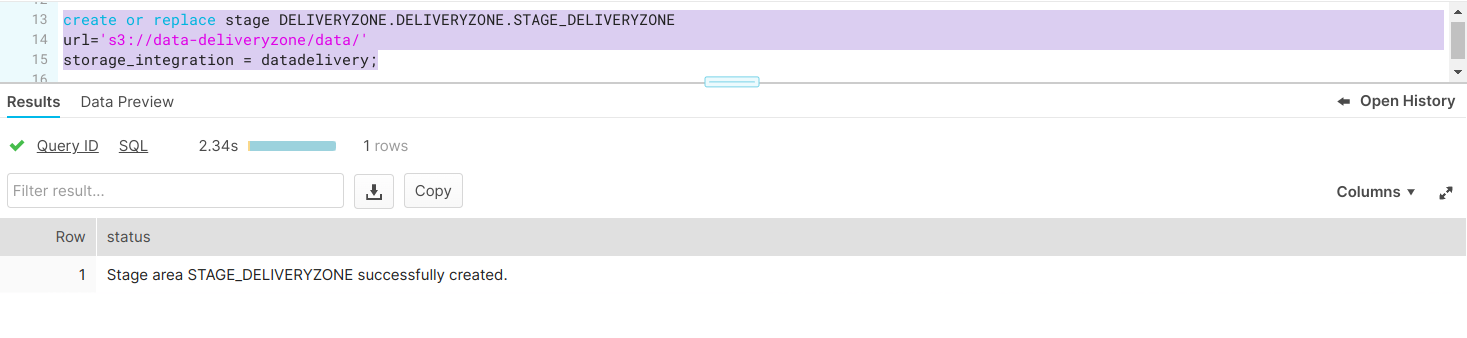 13 create or replace stage DELIVERYZONE.DELIVERYZONE.STAGE_DELIVERYZONE
14 url='s3://data-deliveryzone/data/'
15 storage_integration = datadelivery;
16
Results Data Preview Open History
Query ID SQL 2.34s 1 rows
Filter result... Copy Columns
Row status
1 Stage area STAGE_DELIVERYZONE successfully created.